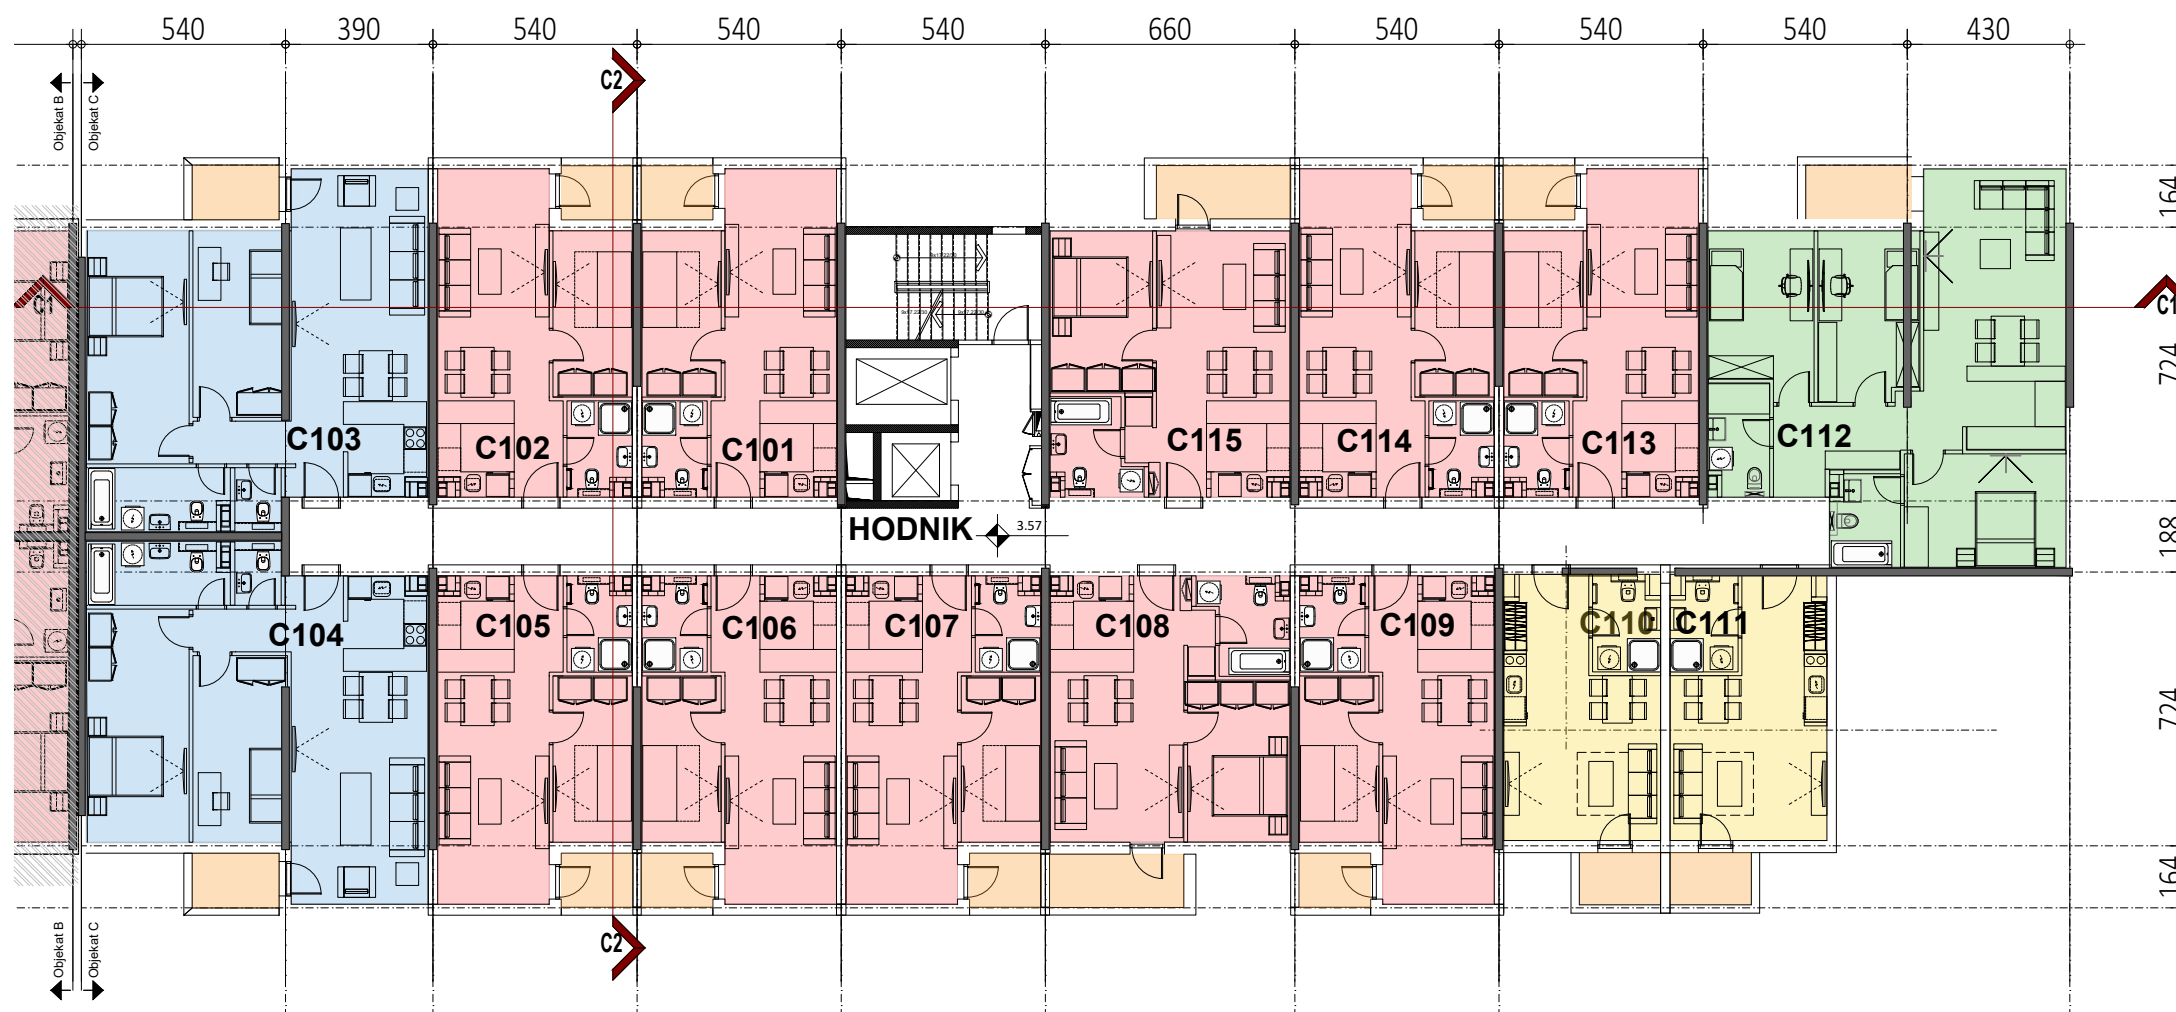 540 390 540 540 540 660 540 540 540 430
C2
Objekat B
Objekat C
164
C1
C1
724
C103
C102
C101
C115
C114
C113
C112
HODNIK
3.57
188
C104
C105
C106
C107
C108
C109
C110
C111
724
164
C2
Objekat B
Objekat C